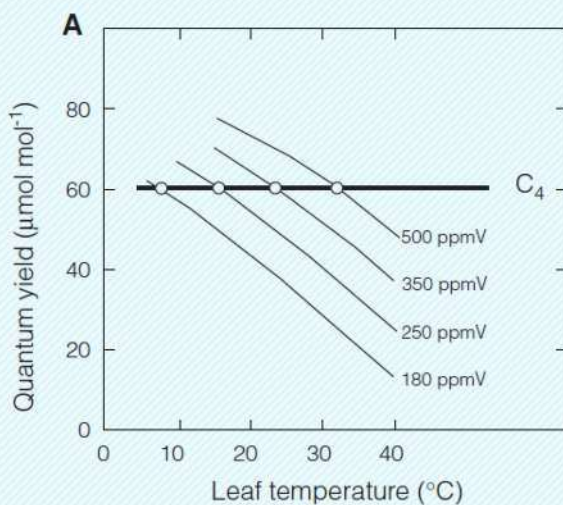 A
80
60
40
20
0
Quantum yield (μmol mol⁻¹)
C₄
500 ppmV
350 ppmV
250 ppmV
180 ppmV
0 10 20 30 40
Leaf temperature (°C)